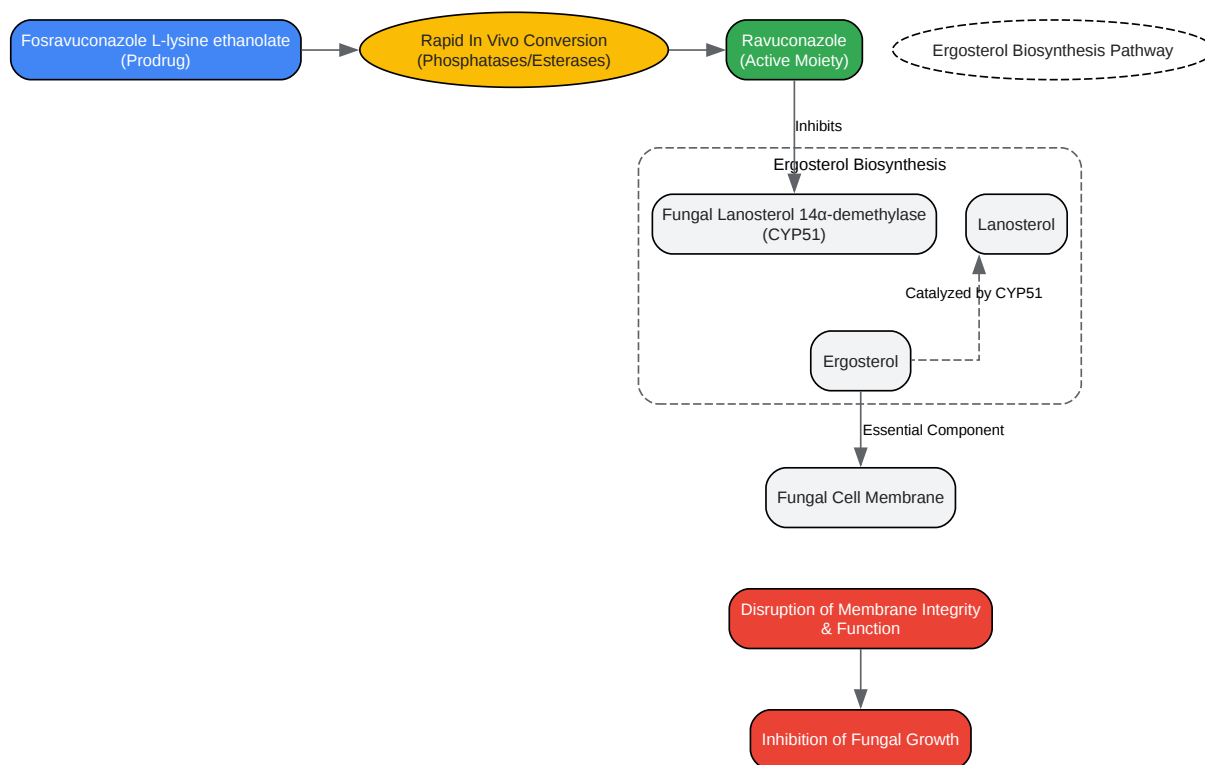 Fosravuconazole L-lysine ethanolate
(Prodrug)
Rapid In Vivo Conversion
(Phosphatases/Esterases)
Ravuconazole
(Active Moiety)
Ergosterol Biosynthesis Pathway
Inhibits
Ergosterol Biosynthesis
Fungal Lanosterol 14α-demethylase
(CYP51)
Lanosterol
Catalyzed by CYP51
Ergosterol
Essential Component
Fungal Cell Membrane
Disruption of Membrane Integrity
& Function
Inhibition of Fungal Growth